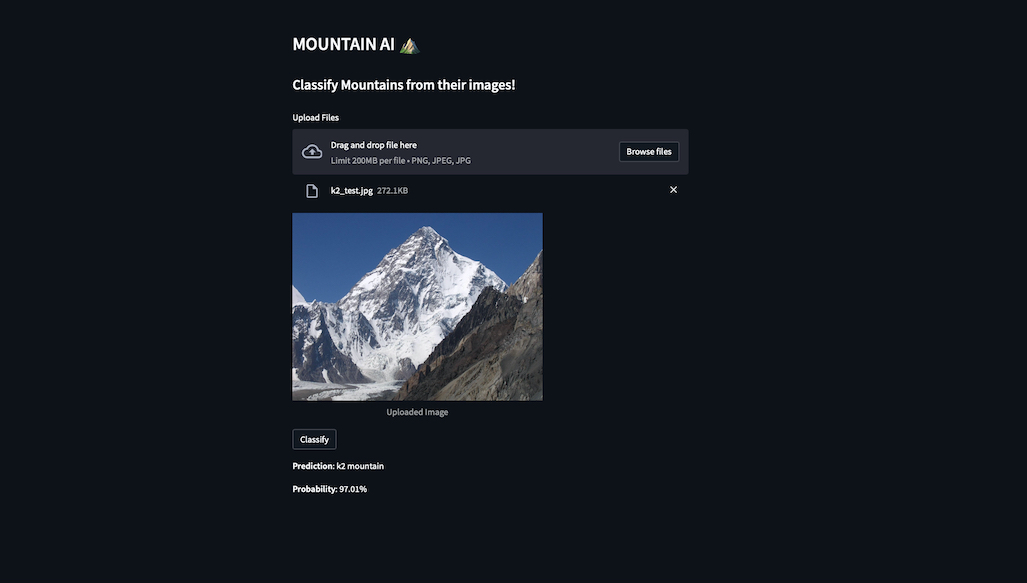 MOUNTAIN AI
Classify Mountains from their images!
Upload Files
Drag and drop file here
Limit 200MB per file • PNG, JPEG, JPG
Browse files
k2_test.jpg 272.1KB
Uploaded Image
Classify
Prediction: k2 mountain
Probability: 97.01%